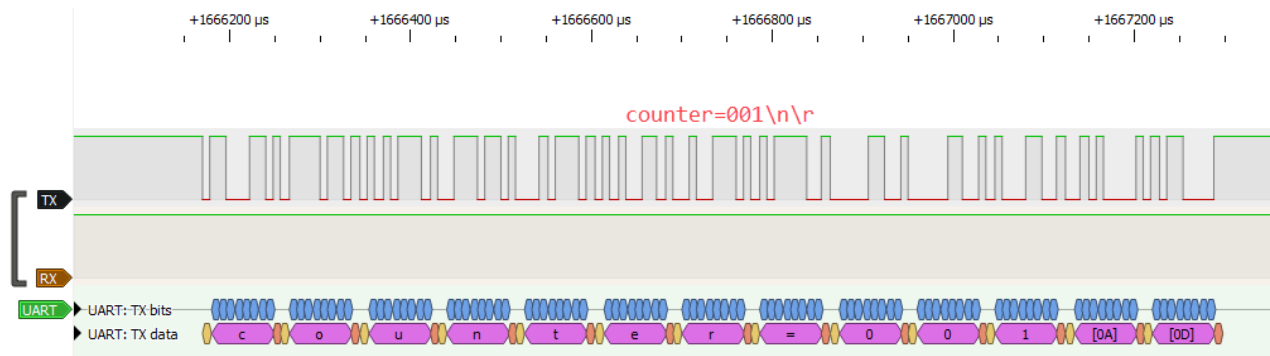 +1666200 µs +1666400 µs +1666600 µs +1666800 µs +1667000 µs +1667200 µs
counter=001\n\r
TX
RX
UART UART: TX bits
UART: TX data c o u n t e r = 0 0 1 [0A] [0D]